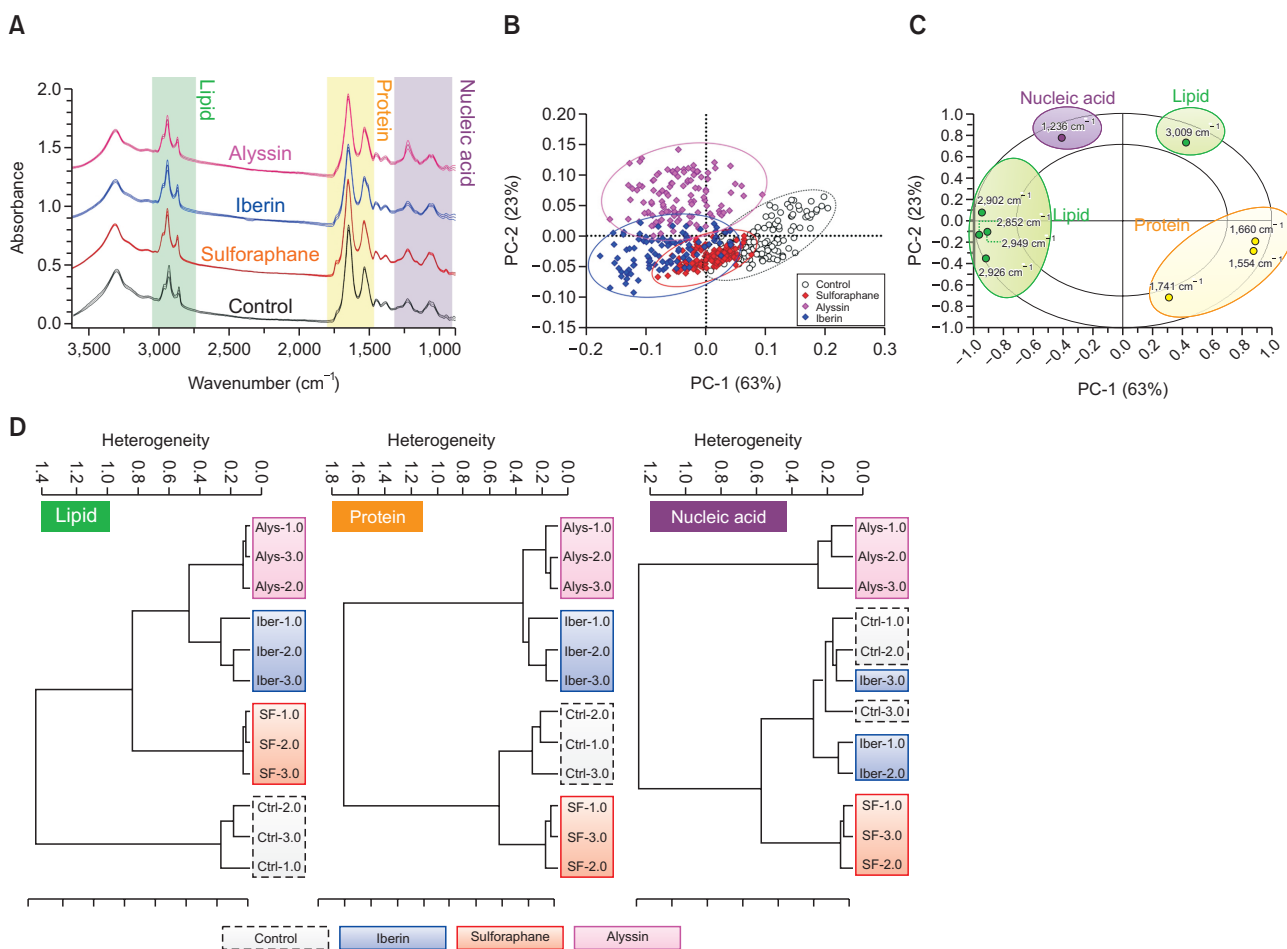 A
Lipid
Protein
Nucleic acid
2.0
1.5
1.0
0.5
0.0
Absorbance
Alyssin
Iberin
Sulforaphane
Control
3,500
3,000
2,500
2,000
1,500
1,000
Wavenumber (cm⁻¹)
B
0.20
0.15
0.10
0.05
0.00
−0.05
−0.10
−0.15
PC-2 (23%)
Control
Sulforaphane
Alyssin
Iberin
−0.2
−0.1
0.0
0.1
0.2
0.3
PC-1 (63%)
C
1.0
0.8
0.6
0.4
0.2
0.0
−0.2
−0.4
−0.6
−0.8
−1.0
PC-2 (23%)
Nucleic acid
1,236 cm⁻¹
Lipid
3,009 cm⁻¹
2,902 cm⁻¹
2,852 cm⁻¹
2,949 cm⁻¹
2,926 cm⁻¹
Lipid
Protein
1,660 cm⁻¹
1,554 cm⁻¹
1,741 cm⁻¹
−1.0
−0.8
−0.6
−0.4
−0.2
0.0
0.2
0.4
0.6
0.8
1.0
PC-1 (63%)
D
Heterogeneity
1.4
1.2
1.0
0.8
0.6
0.4
0.2
0.0
Lipid
Alys-1.0
Alys-3.0
Alys-2.0
Iber-1.0
Iber-2.0
Iber-3.0
SF-1.0
SF-2.0
SF-3.0
Ctrl-2.0
Ctrl-3.0
Ctrl-1.0
Heterogeneity
1.8
1.6
1.4
1.2
1.0
0.8
0.6
0.4
0.2
0.0
Protein
Alys-1.0
Alys-2.0
Alys-3.0
Iber-1.0
Iber-2.0
Iber-3.0
Ctrl-2.0
Ctrl-1.0
Ctrl-3.0
SF-1.0
SF-3.0
SF-2.0
Heterogeneity
1.2
1.0
0.8
0.6
0.4
0.2
0.0
Nucleic acid
Alys-1.0
Alys-2.0
Alys-3.0
Ctrl-1.0
Ctrl-2.0
Iber-3.0
Ctrl-3.0
Iber-1.0
Iber-2.0
SF-1.0
SF-3.0
SF-2.0
Control
Iberin
Sulforaphane
Alyssin